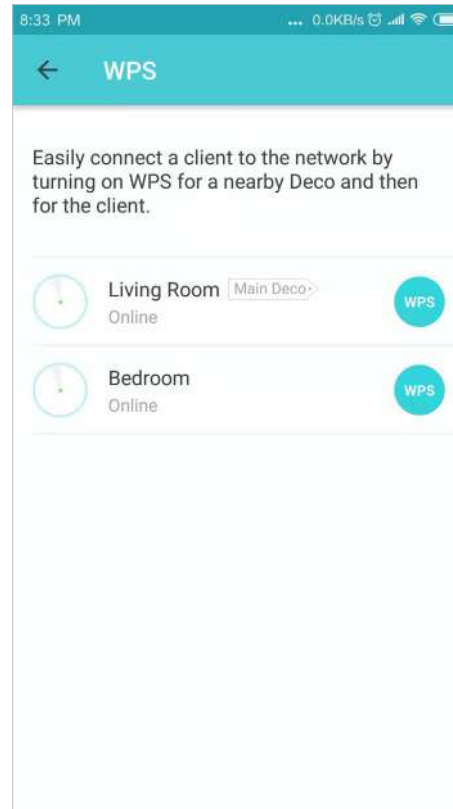 8:33 PM ... 0.0KB/s
WPS
Easily connect a client to the network by
turning on WPS for a nearby Deco and then
for the client.
Living Room Main Deco
Online
WPS
Bedroom
Online
WPS